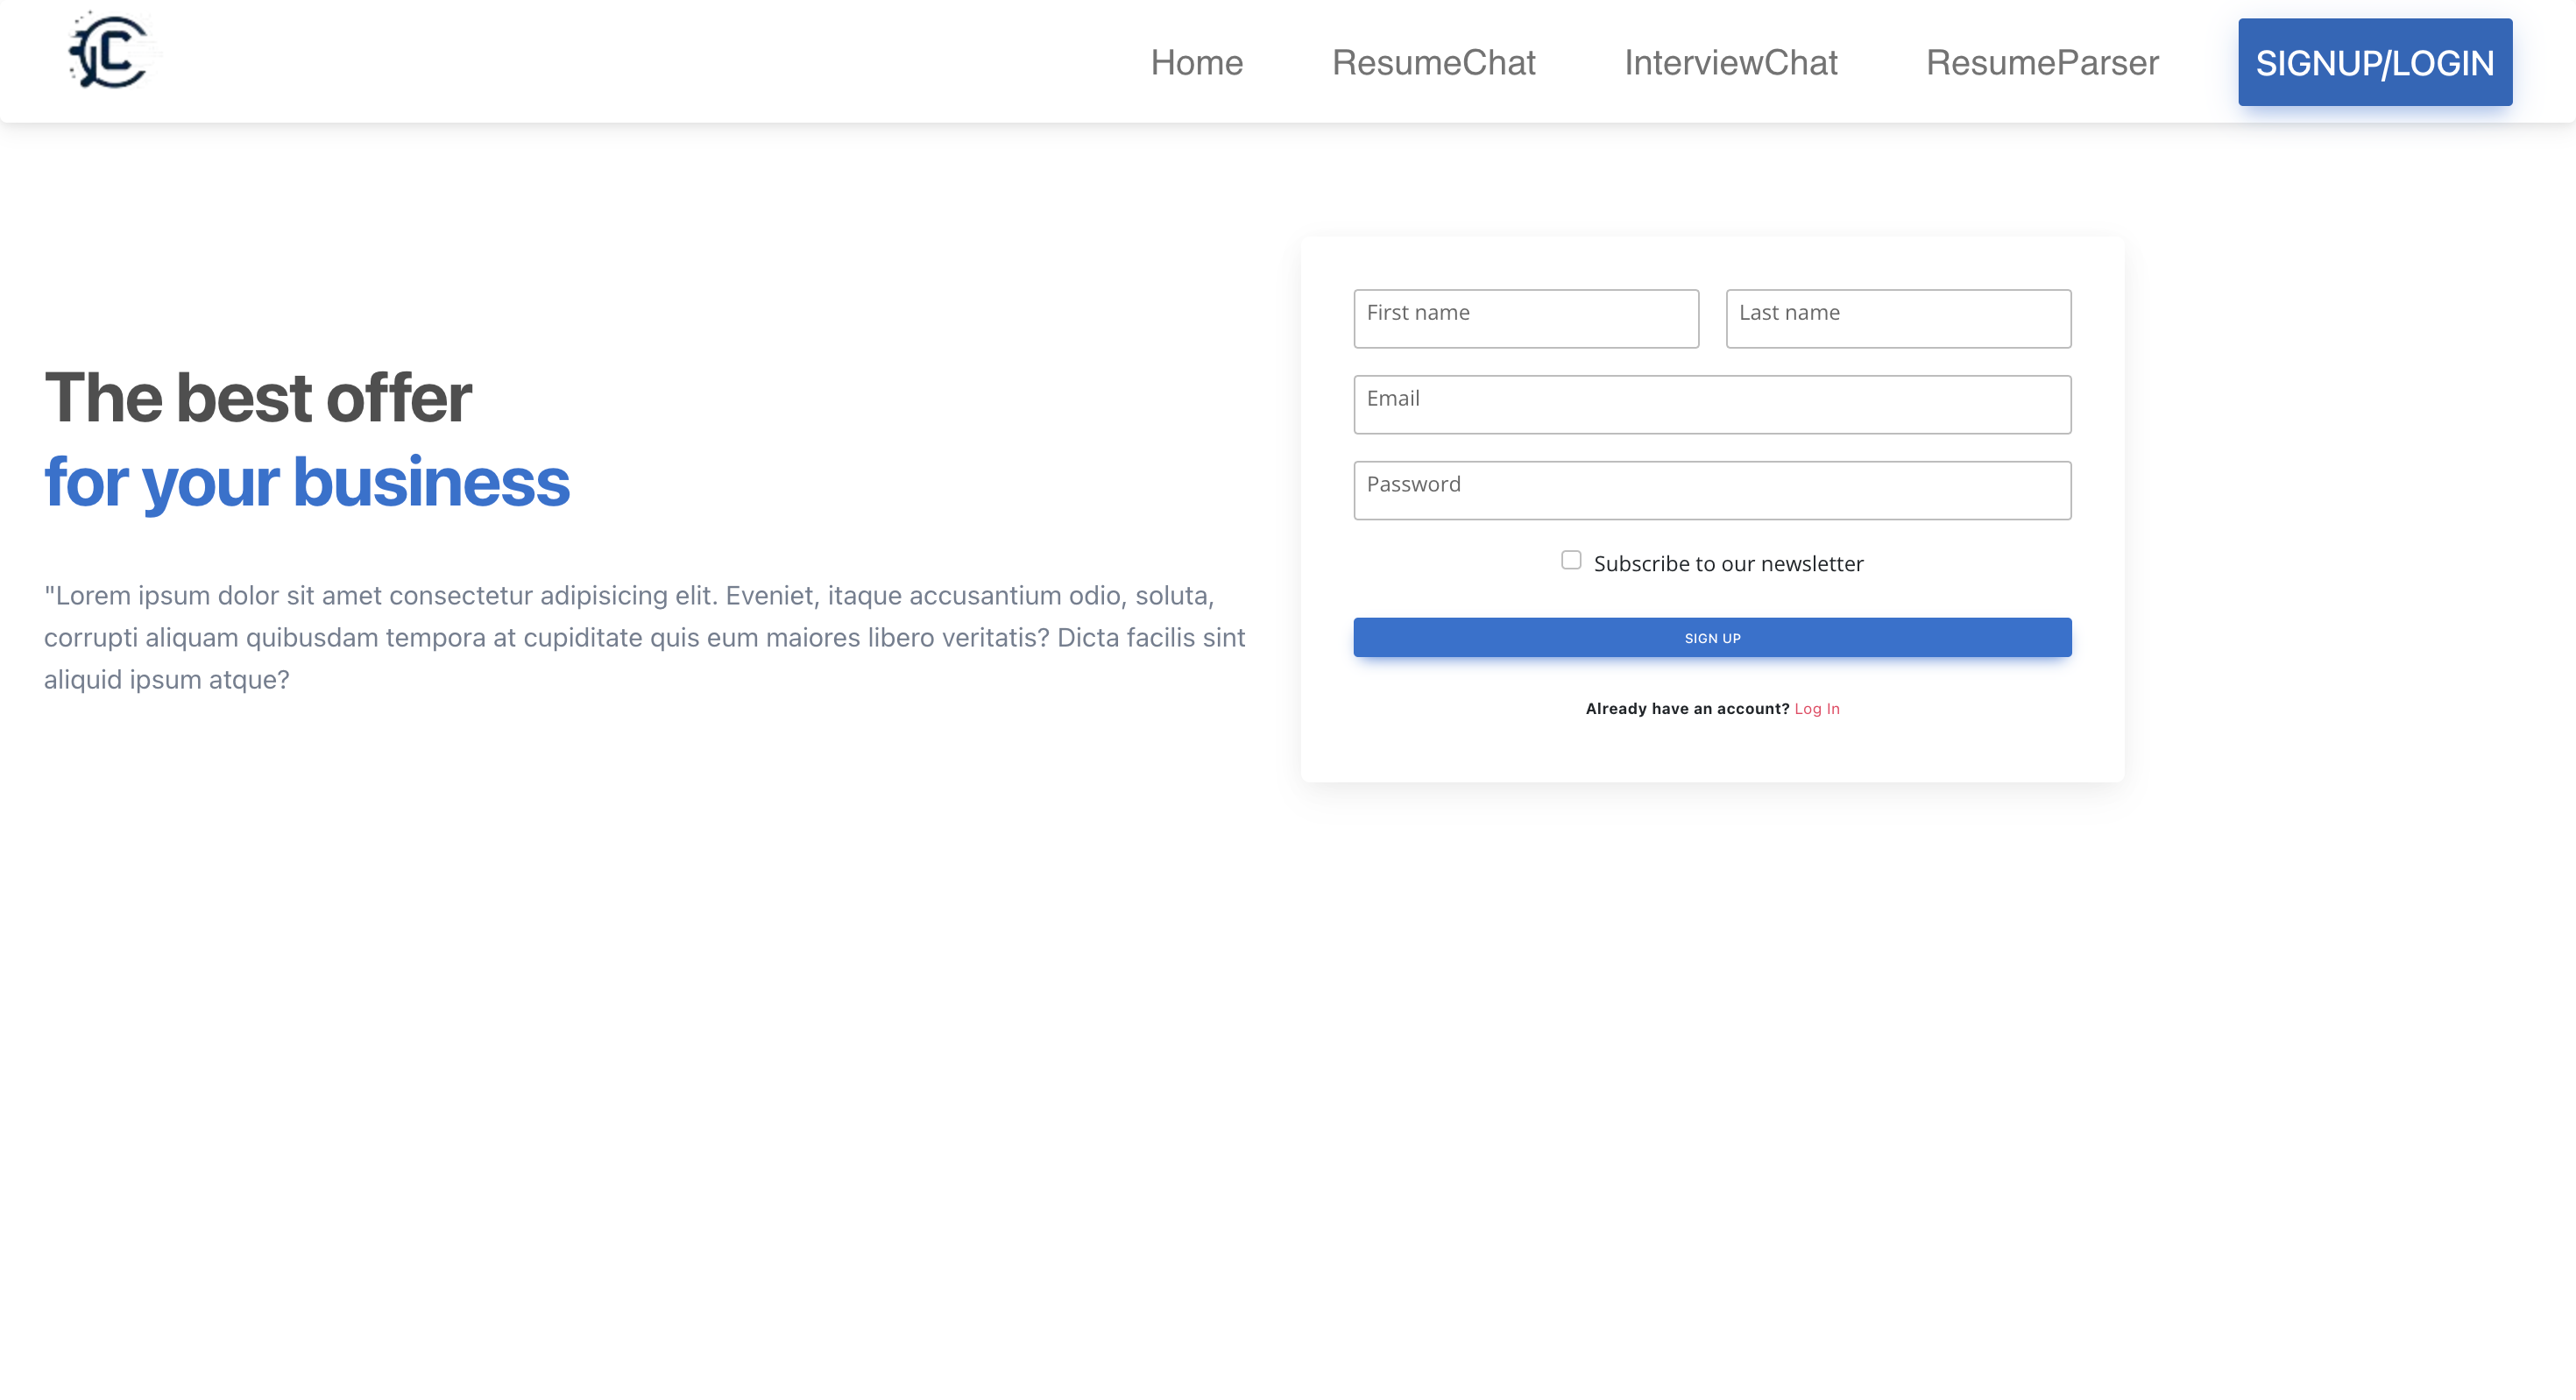 Home ResumeChat InterviewChat ResumeParser SIGNUP/LOGIN
The best offer
for your business
"Lorem ipsum dolor sit amet consectetur adipisicing elit. Eveniet, itaque accusantium odio, soluta,
corrupti aliquam quibusdam tempora at cupiditate quis eum maiores libero veritatis? Dicta facilis sint
aliquid ipsum atque?
First name Last name
Email
Password
Subscribe to our newsletter
SIGN UP
Already have an account? Log In